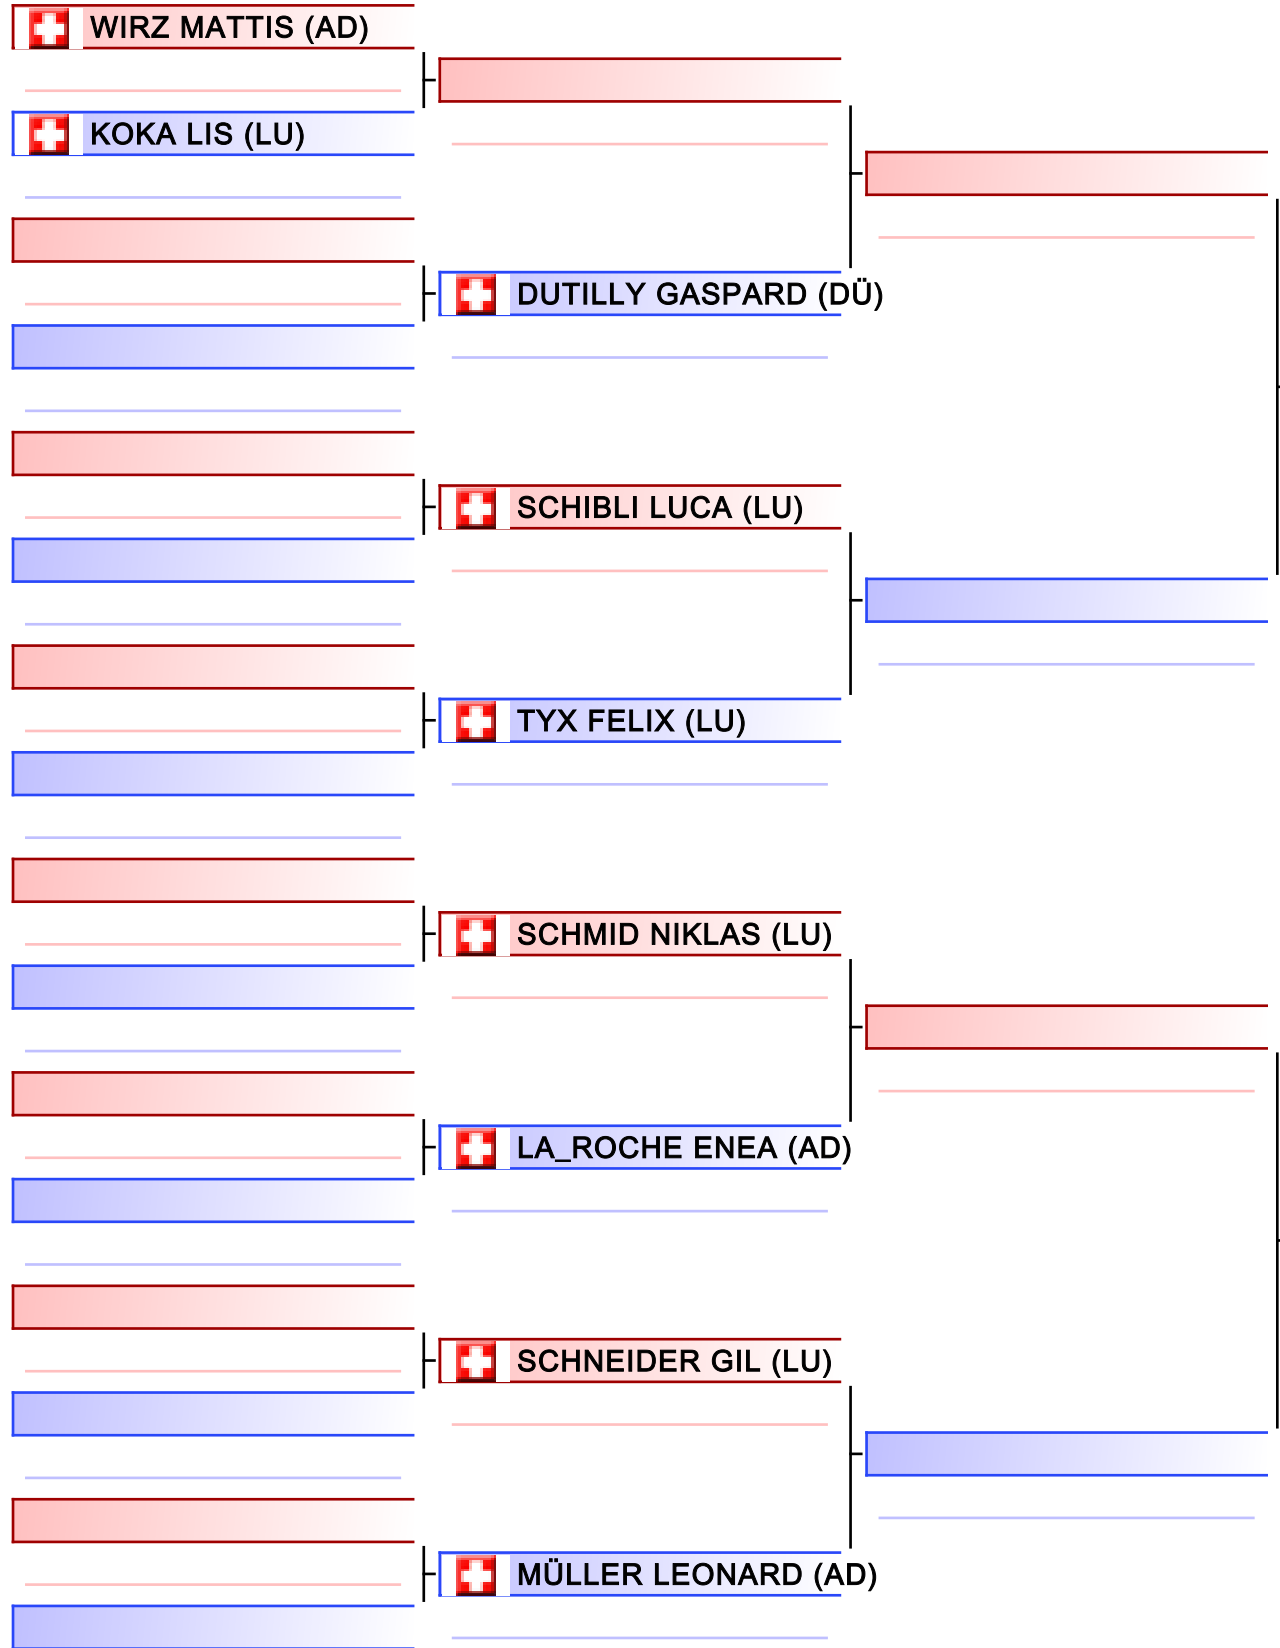 WIRZ MATTIS (AD)
KOKA LIS (LU)
DUTILLY GASPARD (DÜ)
SCHIBLI LUCA (LU)
TYX FELIX (LU)
SCHMID NIKLAS (LU)
LA_ROCHE ENEA (AD)
SCHNEIDER GIL (LU)
MÜLLER LEONARD (AD)